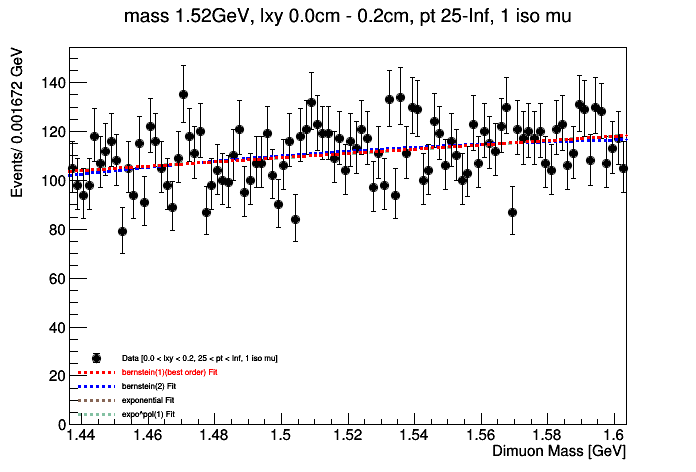 mass 1.52GeV, lxy 0.0cm - 0.2cm, pt 25-Inf, 1 iso mu
Events/ 0.001672 GeV
140
120
100
80
60
40
20
0
Data [0.0 < lxy < 0.2, 25 < pt < Inf, 1 iso mu]
bernstein(1)(best order) Fit
bernstein(2) Fit
exponential Fit
expo*pol(1) Fit
1.44 1.46 1.48 1.5 1.52 1.54 1.56 1.58 1.6
Dimuon Mass [GeV]